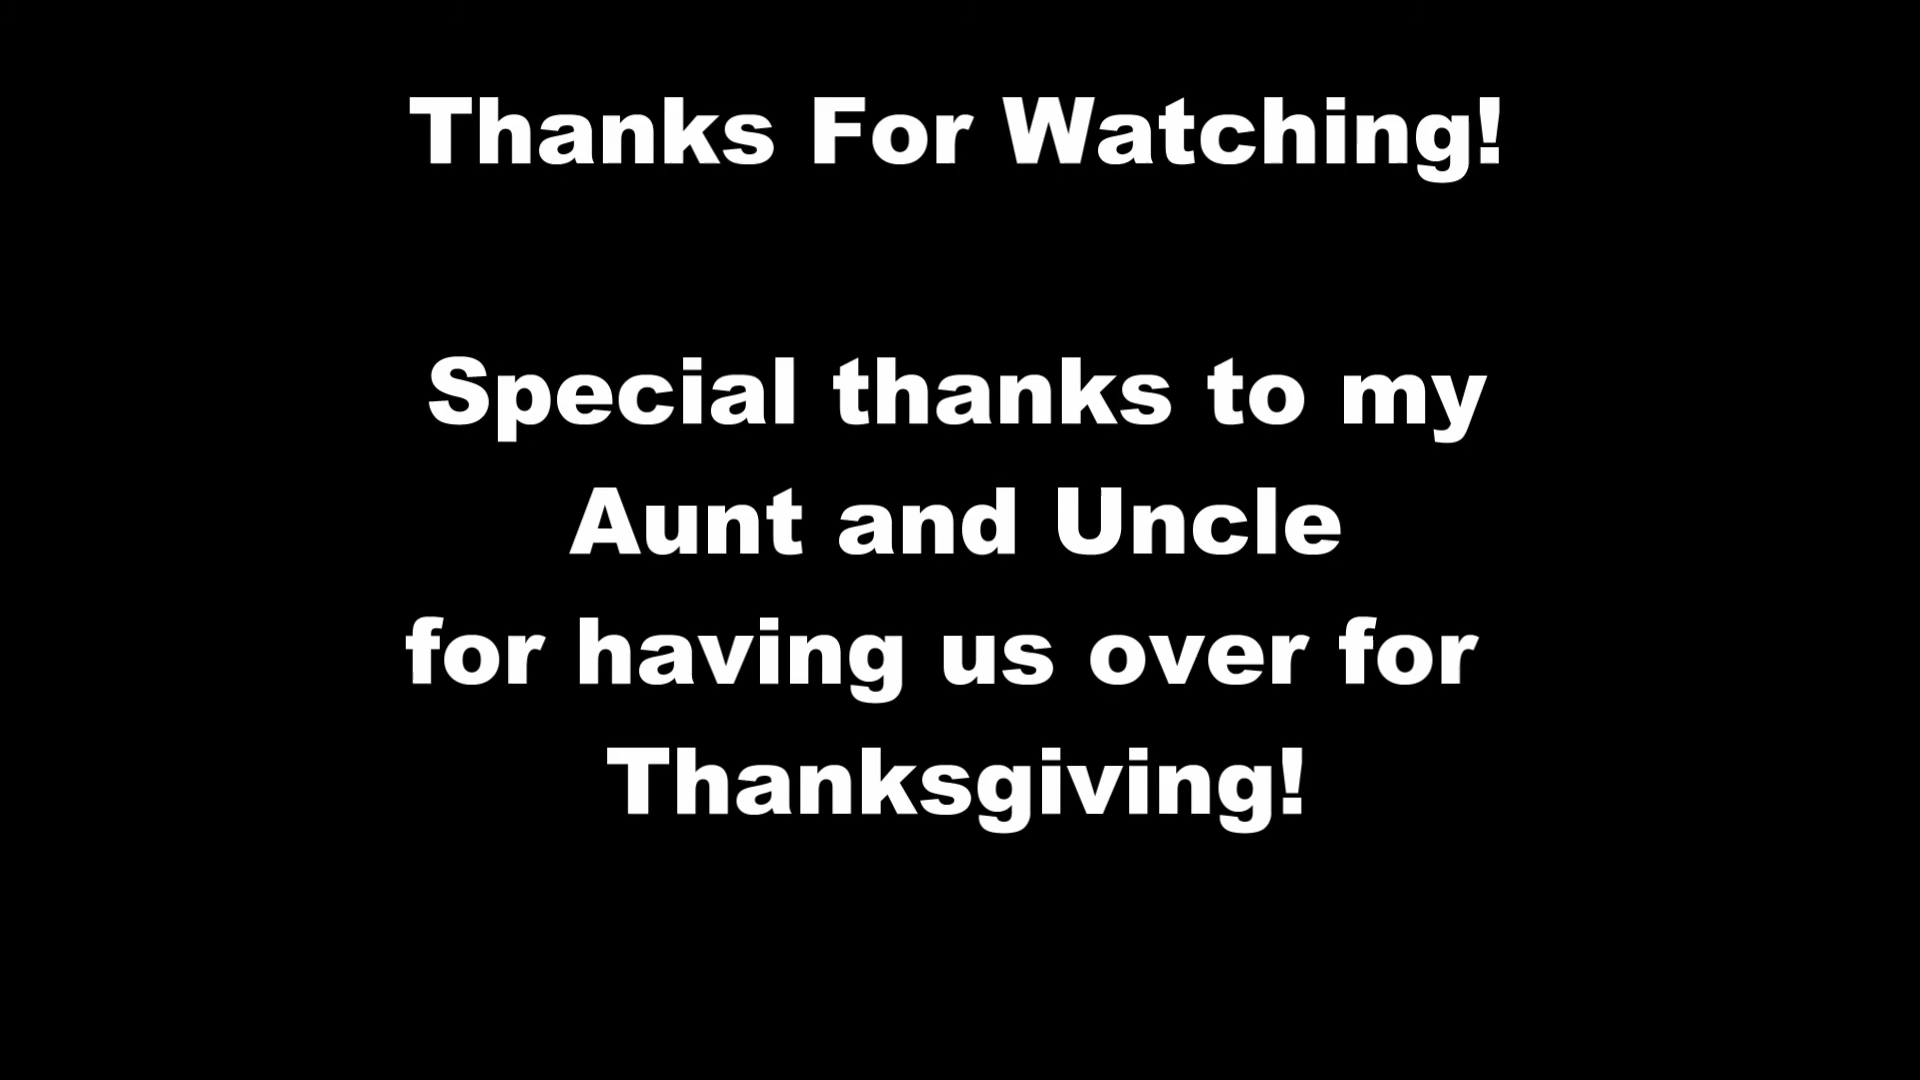 Thanks For Watching!
Special thanks to my
Aunt and Uncle
for having us over for
Thanksgiving!